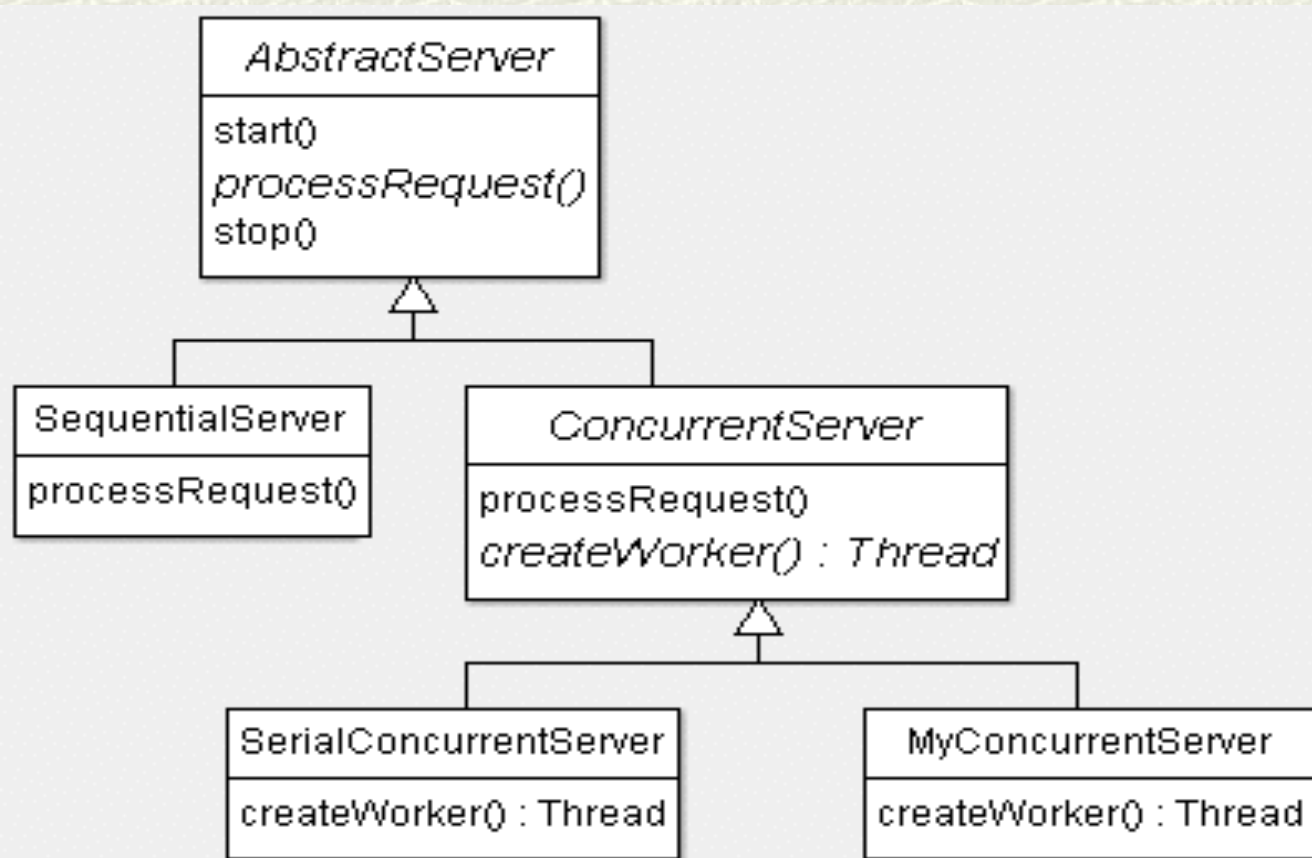 AbstractServer
start()
processRequest()
stop()
SequentialServer
processRequest()
ConcurrentServer
processRequest()
createWorker() : Thread
SerialConcurrentServer
createWorker() : Thread
MyConcurrentServer
createWorker() : Thread